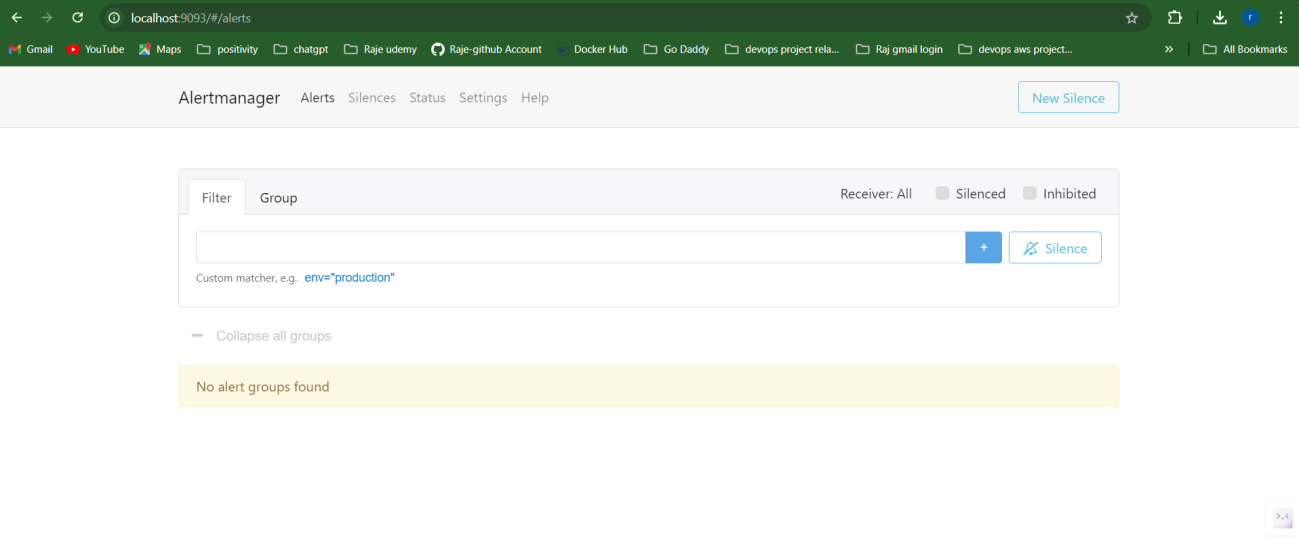 localhost:9093/#/alerts
r
Gmail YouTube Maps positivity chatgpt Raje udemy Raje-github Account Docker Hub Go Daddy devops project rela... Raj gmail login devops aws project... » All Bookmarks
Alertmanager Alerts Silences Status Settings Help New Silence
Filter Group Receiver: All Silenced Inhibited
+ Silence
Custom matcher, e.g. env="production"
Collapse all groups
No alert groups found